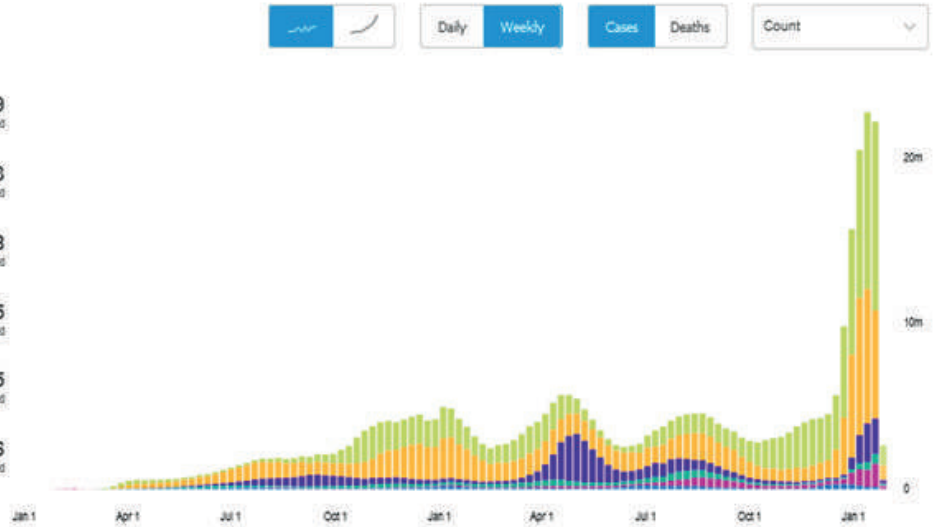 Daily Weekly Cases Deaths Count
20m
10m
0
Jan 1 Apr 1 Jul 1 Oct 1 Jan 1 Apr 1 Jul 1 Oct 1 Jan 1